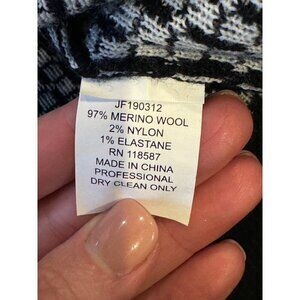 JF190312
97% MERINO WOOL
2% NYLON
1% ELASTANE
RN 118587
MADE IN CHINA
PROFESSIONAL
DRY CLEAN ONLY